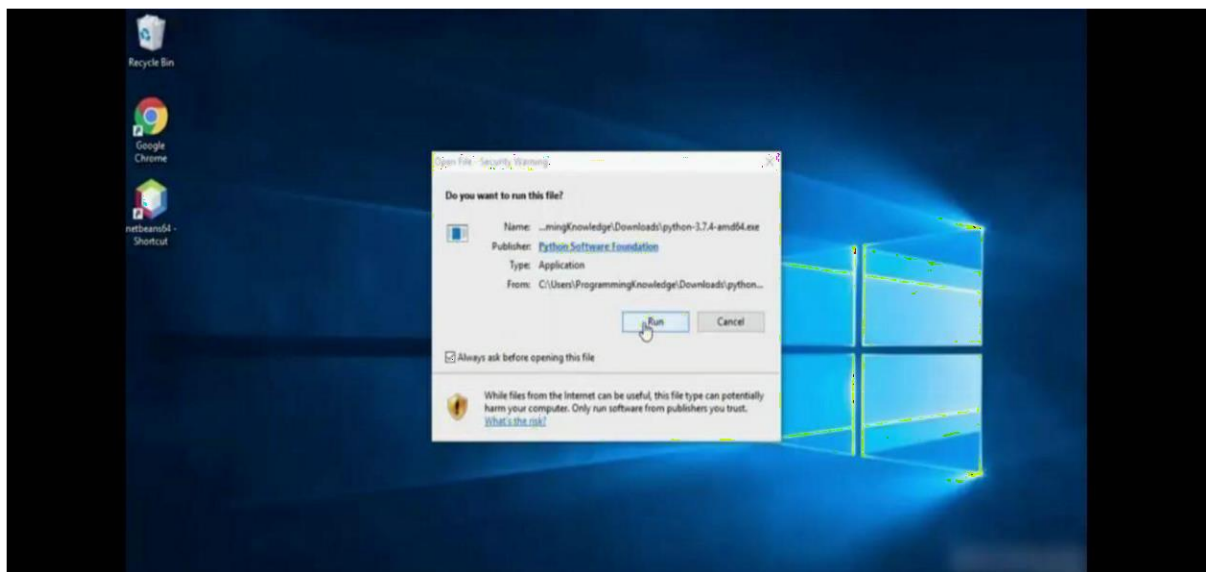 Recycle Bin
Google
Chrome
netbeans64 -
Shortcut
Open File - Security Warning
Do you want to run this file?
Name: ...mingKnowledge\Downloads\python-3.7.4-amd64.exe
Publisher: Python Software Foundation
Type: Application
From: C:\Users\ProgrammingKnowledge\Downloads\python...
Run Cancel
Always ask before opening this file
While files from the Internet can be useful, this file type can potentially
harm your computer. Only run software from publishers you trust.
What's the risk?